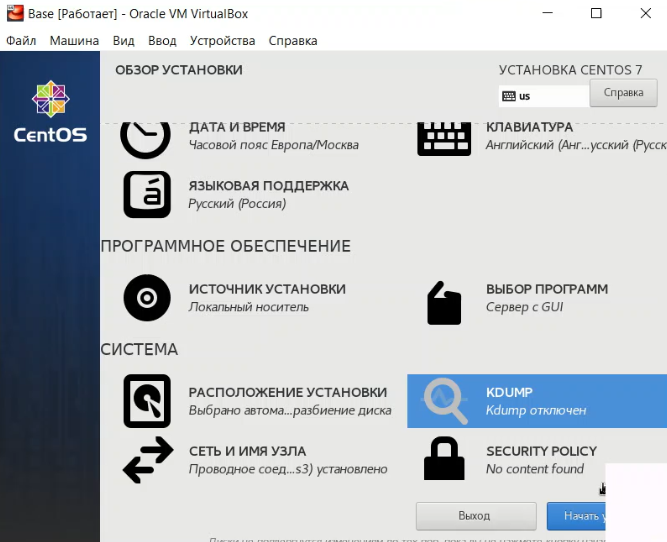 Base [Работает] - Oracle VM VirtualBox
Файл Машина Вид Ввод Устройства Справка
CentOS
ОБЗОР УСТАНОВКИ
УСТАНОВКА CENTOS 7
us
Справка
ДАТА И ВРЕМЯ
Часовой пояс Европа/Москва
КЛАВИАТУРА
Английский (Анг...усский (Русск
ЯЗЫКОВАЯ ПОДДЕРЖКА
Русский (Россия)
ПРОГРАММНОЕ ОБЕСПЕЧЕНИЕ
ИСТОЧНИК УСТАНОВКИ
Локальный носитель
ВЫБОР ПРОГРАММ
Сервер с GUI
СИСТЕМА
РАСПОЛОЖЕНИЕ УСТАНОВКИ
Выбрано автома...разбиение диска
KDUMP
Kdump отключен
СЕТЬ И ИМЯ УЗЛА
Проводное соед...s3) установлено
SECURITY POLICY
No content found
Выход
Начать у